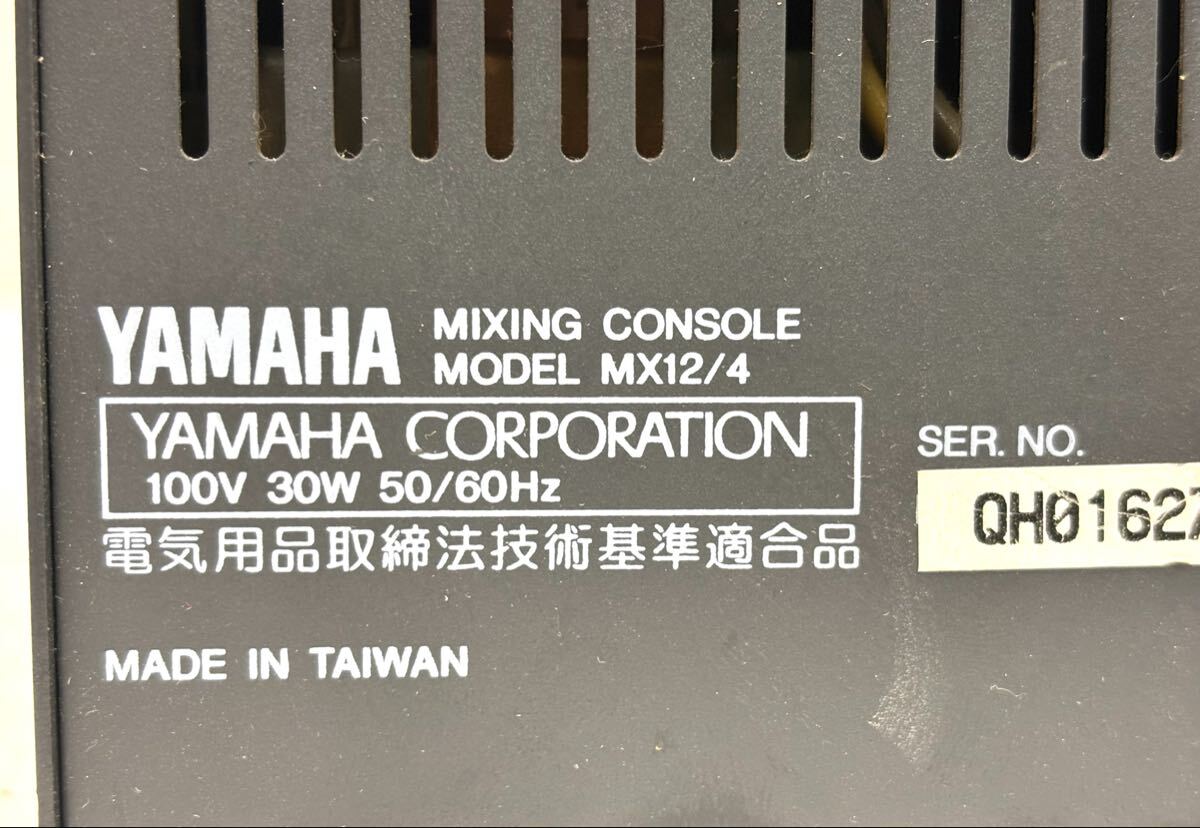 YAMAHA
MIXING CONSOLE
MODEL MX12/4
YAMAHA CORPORATION
100V 30W 50/60Hz
電気用品取締法技術基準適合品
MADE IN TAIWAN
SER. NO.